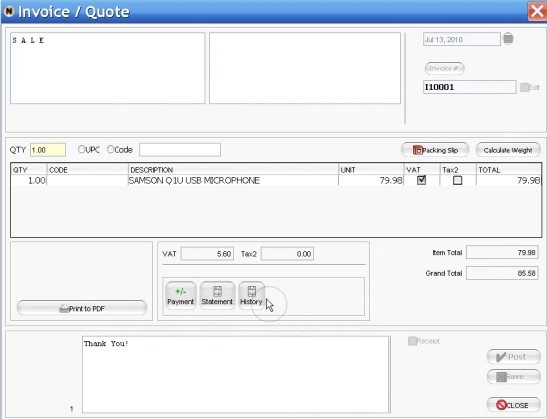 Invoice / Quote
S A L E
Jul 13, 2010
Invoice #
I10001
Edit
QTY 1.00 UPC Code
Packing Slip
Calculate Weight
QTY CODE DESCRIPTION UNIT VAT Tax2 TOTAL
1.00 SAMSON Q1U USB MICROPHONE 79.98 79.98
VAT 5.60 Tax2 0.00
Item Total 79.98
Grand Total 85.58
+/-
Payment Statement History
Print to PDF
Thank You!
Receipt
Post
Save
1
CLOSE